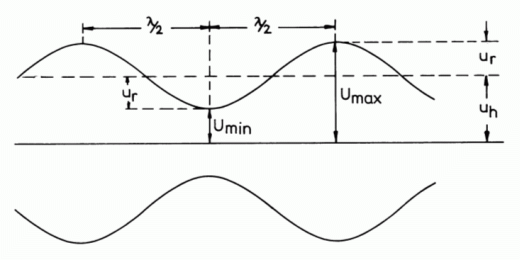 λ/2 λ/2
u_r
u_r
U_max
u_h
U_min